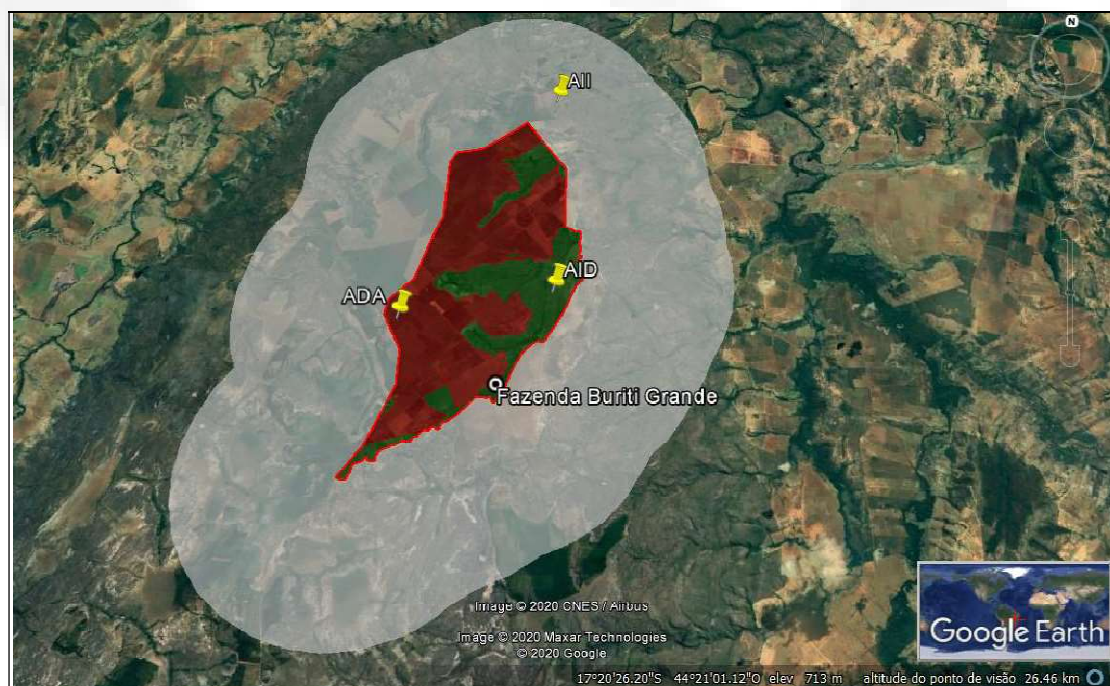 N
AII
AID
ADA
Fazenda Buriti Grande
Image © 2020 CNES / Airbus
Image © 2020 Maxar Technologies
© 2020 Google
Google Earth
17°20'26.20"S 44°21'01.12"O elev 713 m altitude do ponto de visão 26.46 km